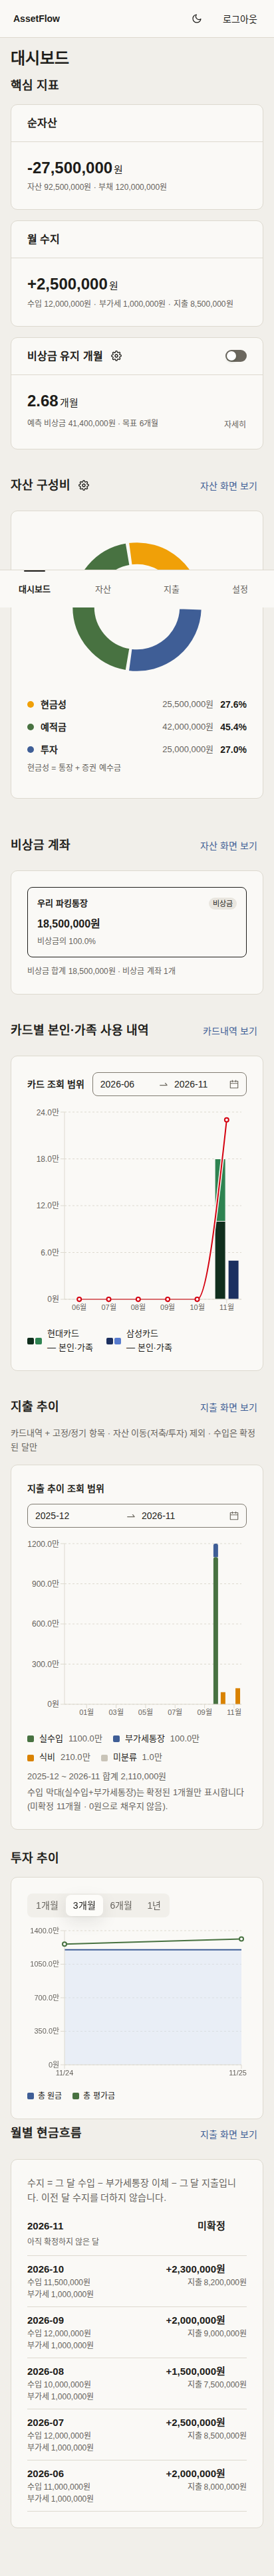 AssetFlow
로그아웃
대시보드
핵심 지표
순자산
-27,500,000원
자산 92,500,000원 · 부채 120,000,000원
월 수지
+2,500,000원
수입 12,000,000원 · 부가세 1,000,000원 · 지출 8,500,000원
비상금 유지 개월
2.68 개월
예측 비상금 41,400,000원 · 목표 6개월
자세히
자산 구성비
자산 화면 보기
대시보드
자산
지출
설정
현금성 25,500,000원 27.6%
예적금 42,000,000원 45.4%
투자 25,000,000원 27.0%
현금성 = 통장 + 증권 예수금
비상금 계좌
자산 화면 보기
우리 파킹통장
비상금
18,500,000원
비상금의 100.0%
비상금 합계 18,500,000원 · 비상금 계좌 1개
카드별 본인·가족 사용 내역
카드내역 보기
카드 조회 범위
2026-06 → 2026-11
24.0만
18.0만
12.0만
6.0만
0원
06월 07월 08월 09월 10월 11월
현대카드
— 본인·가족
삼성카드
— 본인·가족
지출 추이
지출 화면 보기
카드내역 + 고정/정기 항목 · 자산 이동(저축/투자) 제외 · 수입은 확정
된 달만
지출 추이 조회 범위
2025-12 → 2026-11
1200.0만
900.0만
600.0만
300.0만
0원
01월 03월 05월 07월 09월 11월
실수입 1100.0만
부가세통장 100.0만
식비 210.0만
미분류 1.0만
2025-12 ~ 2026-11 합계 2,110,000원
수입 막대(실수입+부가세통장)는 확정된 1개월만 표시합니다
(미확정 11개월 · 0원으로 채우지 않음).
투자 추이
1개월 3개월 6개월 1년
1400.0만
1050.0만
700.0만
350.0만
0원
11/24 11/25
총 원금
총 평가금
월별 현금흐름
지출 화면 보기
수지 = 그 달 수입 − 부가세통장 이체 − 그 달 지출입니
다. 이전 달 수지를 더하지 않습니다.
2026-11 미확정
아직 확정하지 않은 달
2026-10 +2,300,000원
수입 11,500,000원 지출 8,200,000원
부가세 1,000,000원
2026-09 +2,000,000원
수입 12,000,000원 지출 9,000,000원
부가세 1,000,000원
2026-08 +1,500,000원
수입 10,000,000원 지출 7,500,000원
부가세 1,000,000원
2026-07 +2,500,000원
수입 12,000,000원 지출 8,500,000원
부가세 1,000,000원
2026-06 +2,000,000원
수입 11,000,000원 지출 8,000,000원
부가세 1,000,000원